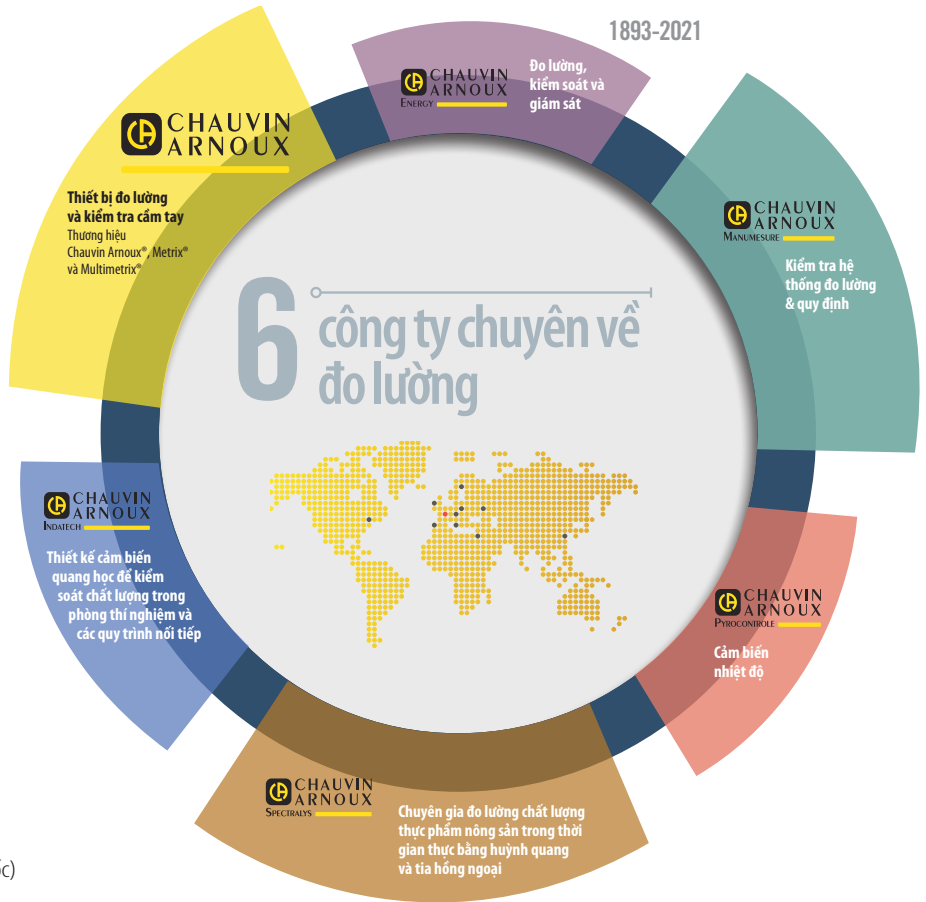 1893-2021
CHAUVIN
ARNOUX
ENERGY
Đo lường,
kiểm soát và
giám sát
CHAUVIN
ARNOUX
Thiết bị đo lường
và kiểm tra cầm tay
Thương hiệu
Chauvin Arnoux®, Metrix®
và Multimetrix®
CHAUVIN
ARNOUX
MANUMESURE
Kiểm tra hệ
thống đo lường
& quy định
6
công ty chuyên về
đo lường
CHAUVIN
ARNOUX
INDATECH
Thiết kế cảm biến
quang học để kiểm
soát chất lượng trong
phòng thí nghiệm và
các quy trình nối tiếp
CHAUVIN
ARNOUX
PYROCONTROLE
Cảm biến
nhiệt độ
CHAUVIN
ARNOUX
SPECTRALYS
Chuyên gia đo lường chất lượng
thực phẩm nông sản trong thời
gian thực bằng huỳnh quang
và tia hồng ngoại